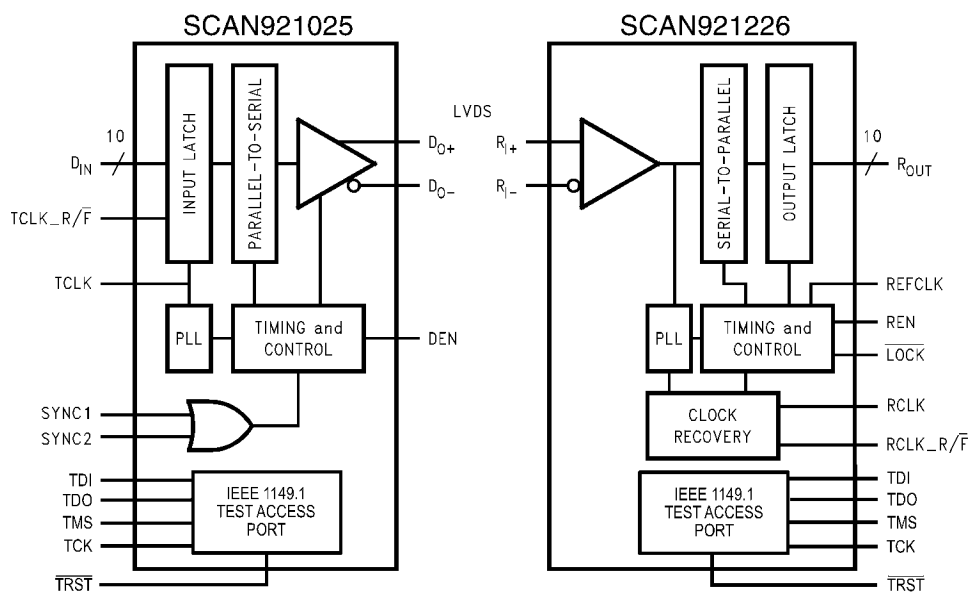 SCAN921025
SCAN921226
10
D_IN
TCLK_R/F̅
TCLK
SYNC1
SYNC2
TDI
TDO
TMS
TCK
T̅R̅S̅T̅
INPUT LATCH
PARALLEL-TO-SERIAL
PLL
TIMING and
CONTROL
IEEE 1149.1
TEST ACCESS
PORT
D_O+
D_O−
DEN
LVDS
R_I+
R_I−
SERIAL-TO-PARALLEL
OUTPUT LATCH
PLL
TIMING and
CONTROL
CLOCK
RECOVERY
IEEE 1149.1
TEST ACCESS
PORT
10
R_OUT
REFCLK
REN
L̅O̅C̅K̅
RCLK
RCLK_R/F̅
TDI
TDO
TMS
TCK
T̅R̅S̅T̅